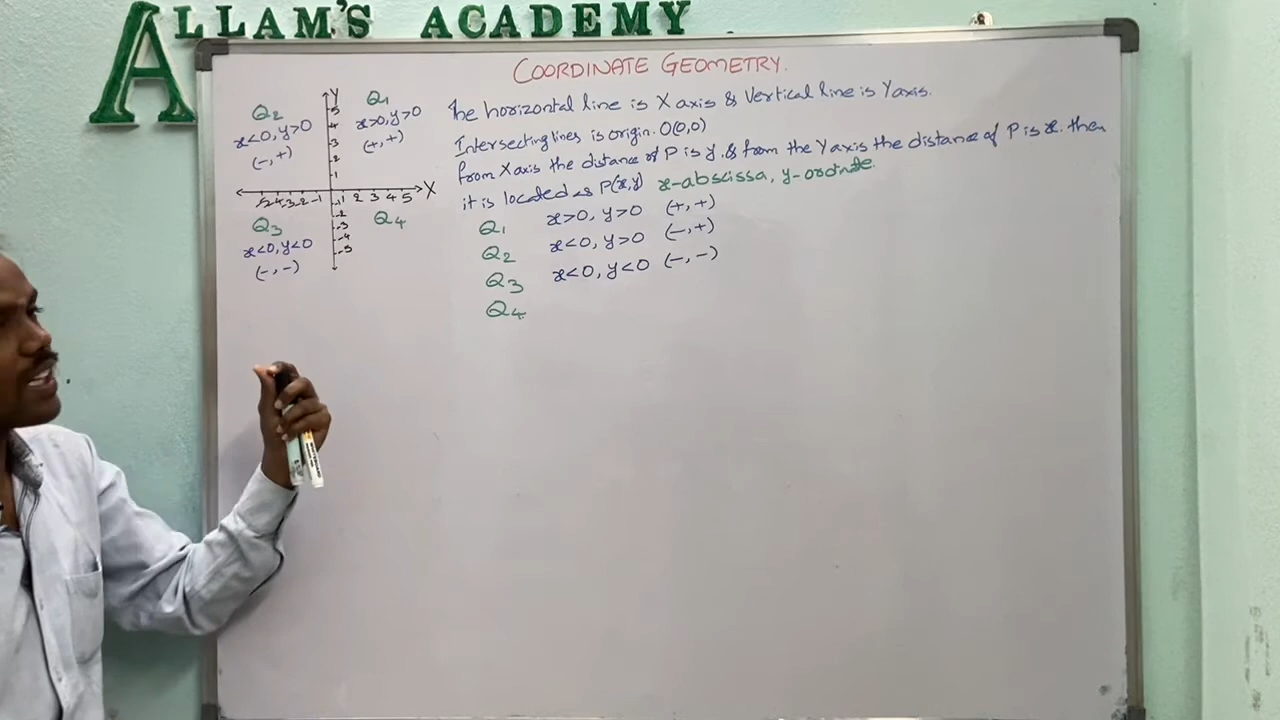 ALLAM'S ACADEMY
COORDINATE GEOMETRY.
The horizontal line is X axis & Vertical line is Y axis.
Intersecting lines is origin. O(0,0)
from X axis the distance of P is y. & from the Y axis the distance of P is x. then
it is located as P(x,y) x-abscissa, y-ordinate.
Q1 x>0, y>0 (+,+)
Q2 x<0, y>0 (-,+)
Q3 x<0, y<0 (-,-)
Q4
Y
Q2 Q1
x<0, y>0 x>0, y>0
(-,+) (+,+)
5
4
3
2
1
X
-5 -4 -3 -2 -1 1 2 3 4 5
-1
-2
-3
-4
-5
Q3 Q4
x<0, y<0
(-,-)